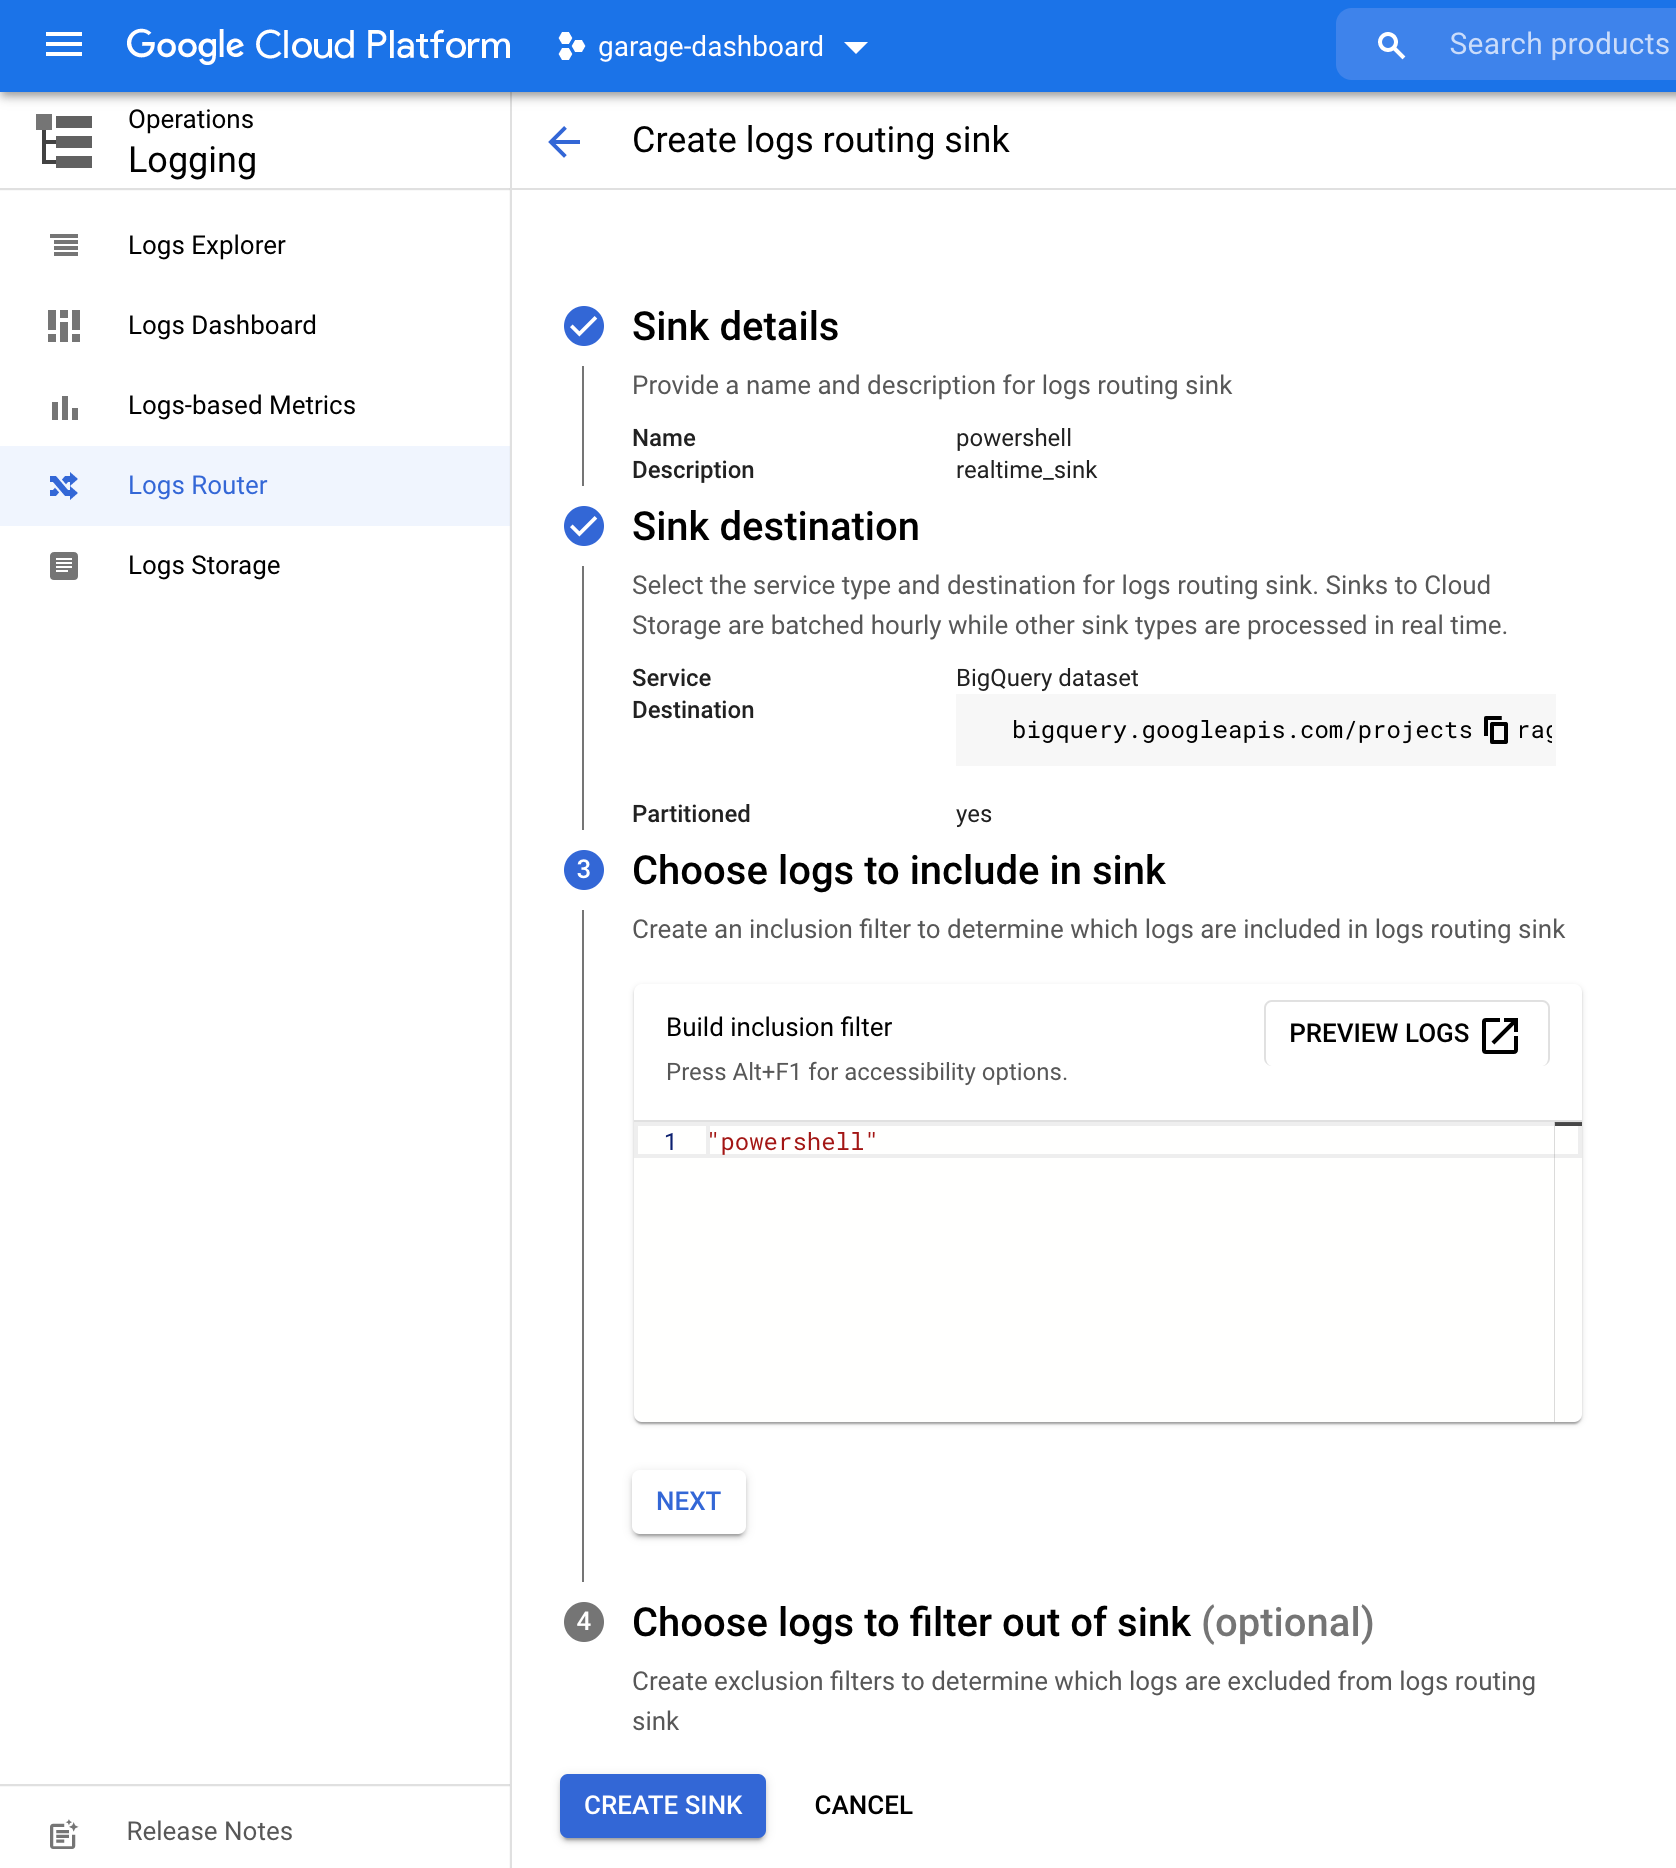 Google Cloud Platform
garage-dashboard
Search products
Operations
Logging
Logs Explorer
Logs Dashboard
Logs-based Metrics
Logs Router
Logs Storage
Release Notes
Create logs routing sink
Sink details
Provide a name and description for logs routing sink
Name powershell
Description realtime_sink
Sink destination
Select the service type and destination for logs routing sink. Sinks to Cloud
Storage are batched hourly while other sink types are processed in real time.
Service BigQuery dataset
Destination
bigquery.googleapis.com/projects rag
Partitioned yes
3 Choose logs to include in sink
Create an inclusion filter to determine which logs are included in logs routing sink
Build inclusion filter
PREVIEW LOGS
Press Alt+F1 for accessibility options.
1 "powershell"
NEXT
4 Choose logs to filter out of sink (optional)
Create exclusion filters to determine which logs are excluded from logs routing
sink
CREATE SINK CANCEL